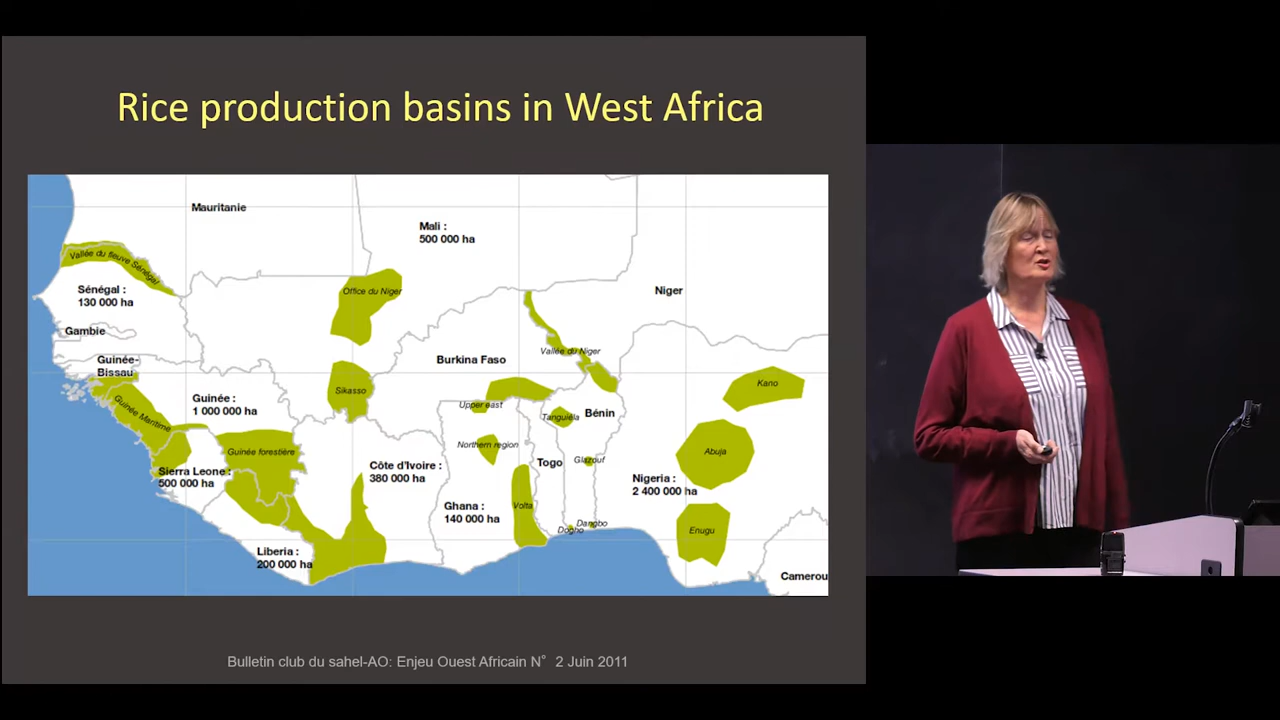 Rice production basins in West Africa
Mauritanie
Mali :
500 000 ha
Vallée du fleuve Sénégal
Sénégal :
130 000 ha
Office du Niger
Niger
Gambie
Guinée-
Bissau
Burkina Faso
Vallée du Niger
Sikasso
Kano
Guinée Maritime
Guinée :
1 000 000 ha
Upper east
Tanguiéla
Bénin
Northern region
Guinée forestière
Abuja
Sierra Leone :
500 000 ha
Côte d'Ivoire :
380 000 ha
Togo
Glazouf
Nigeria :
2 400 000 ha
Ghana :
140 000 ha
Volta
Dogho
Dangbo
Enugu
Liberia :
200 000 ha
Camerou
Bulletin club du sahel-AO: Enjeu Ouest Africain N° 2 Juin 2011